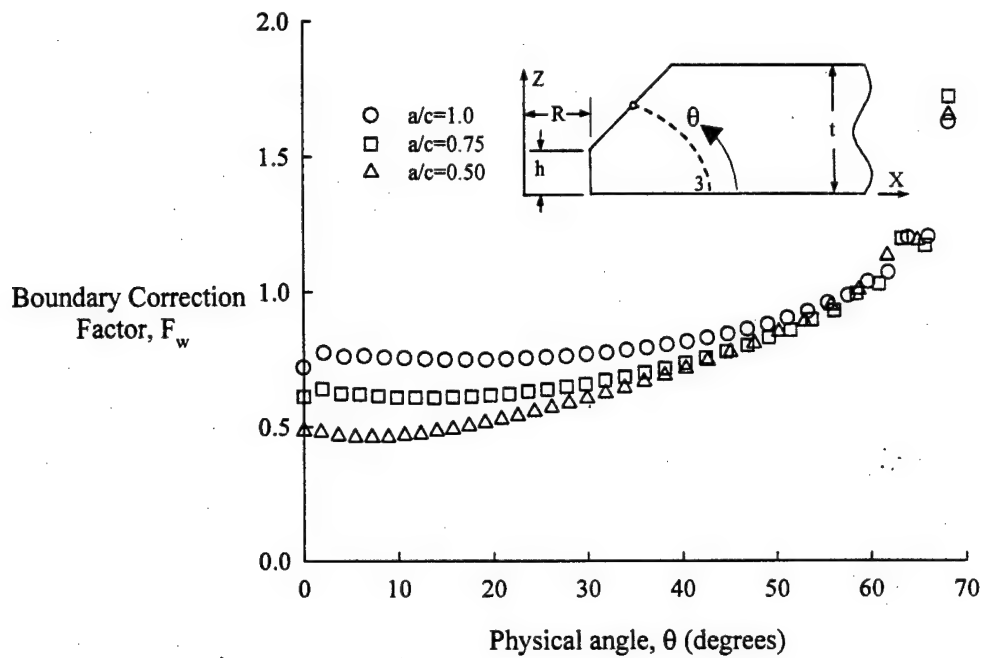 2.0
1.5
1.0
0.5
0.0
Boundary Correction
Factor, F_w
a/c=1.0
a/c=0.75
a/c=0.50
Z
R
h
θ
t
3
X
0 10 20 30 40 50 60 70
Physical angle, θ (degrees)